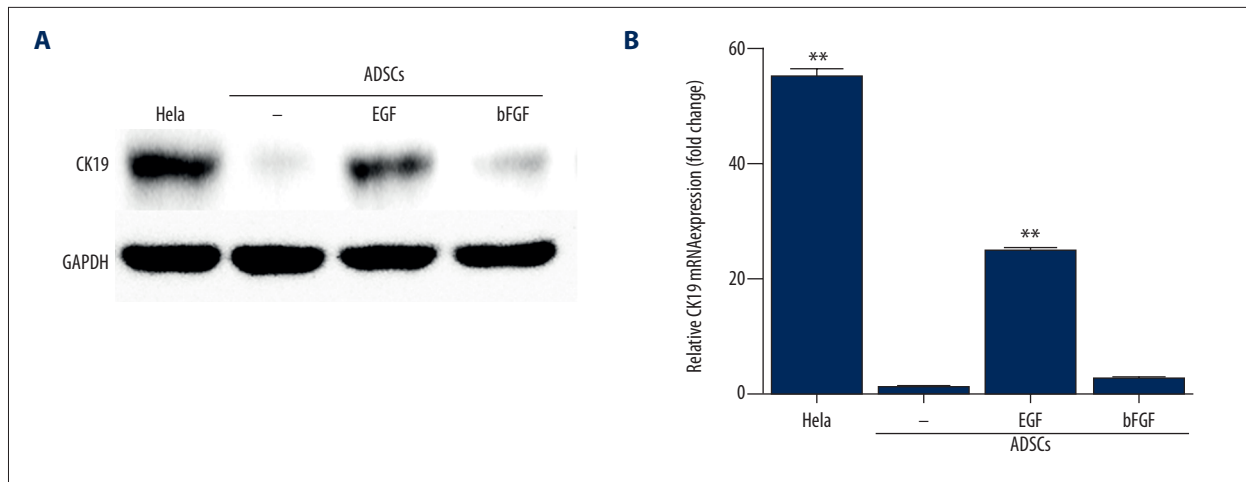 A
ADSCs
Hela – EGF bFGF
CK19
GAPDH
B
Relative CK19 mRNAexpression (fold change)
60
40
20
0
**
**
Hela – EGF bFGF
ADSCs